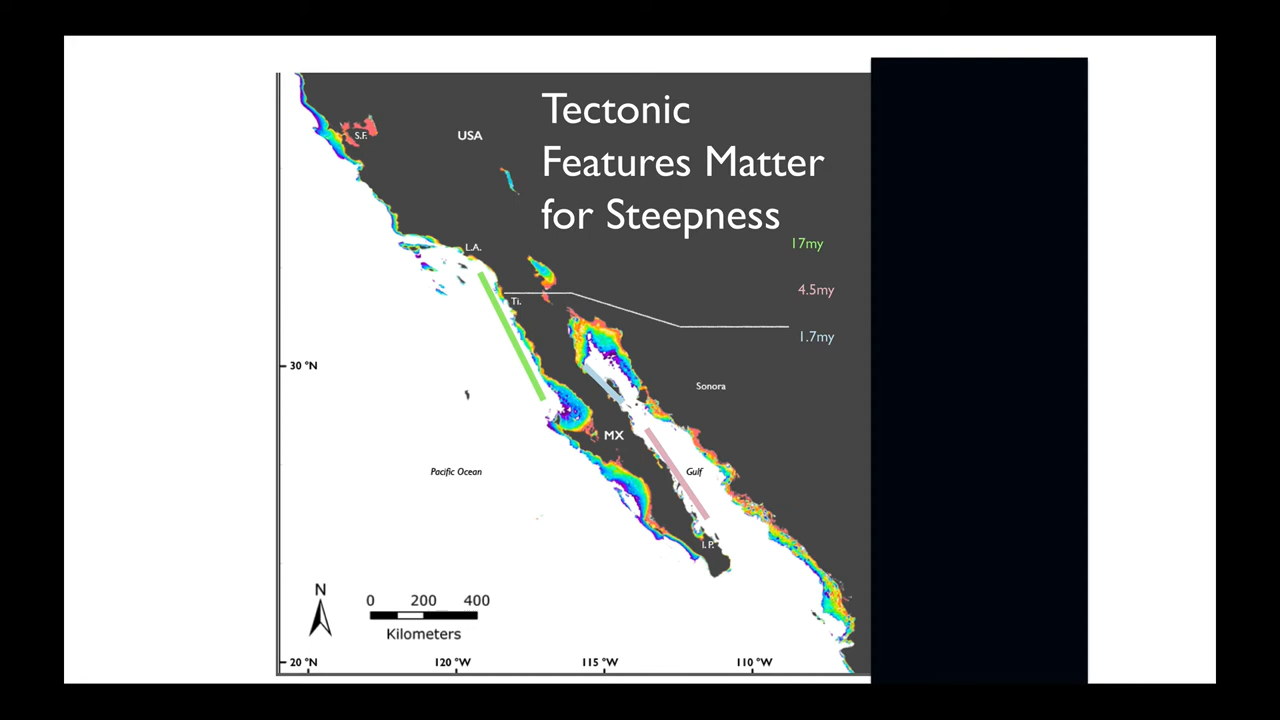 Tectonic
Features Matter
for Steepness
S.F.
USA
17my
L.A.
4.5my
Ti.
1.7my
30 °N
Sonora
MX
Pacific Ocean
Gulf
N
0 200 400
Kilometers
20 °N
120 °W
115 °W
110 °W